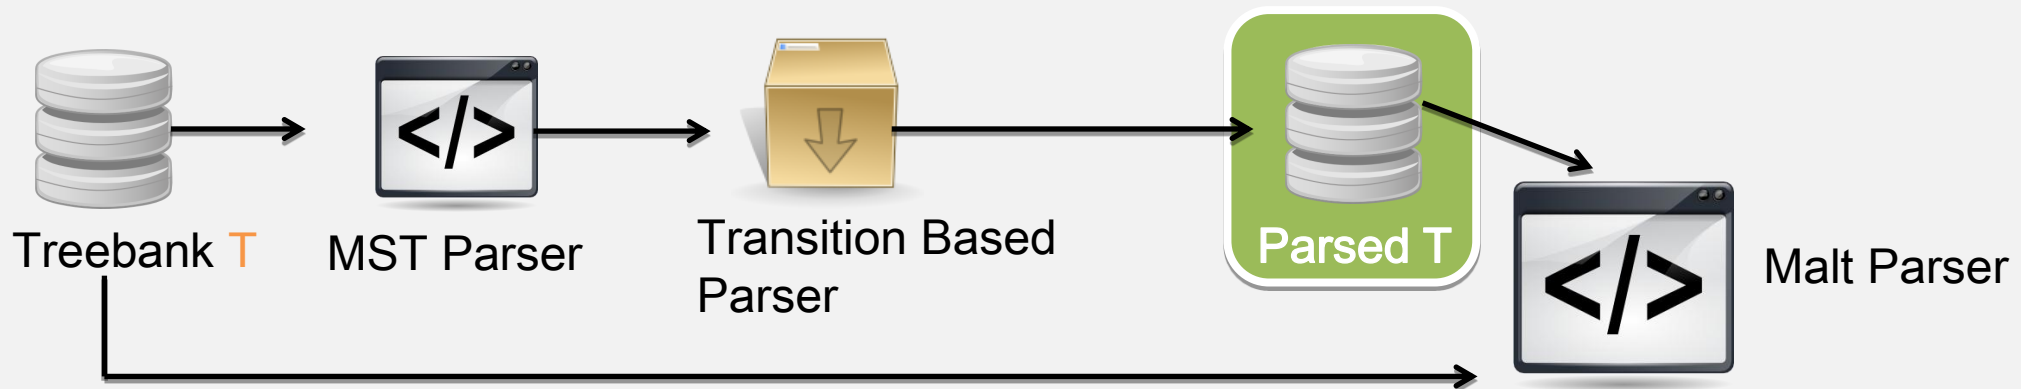 Treebank T
</>
MST Parser
Transition Based
Parser
Parsed T
</>
Malt Parser